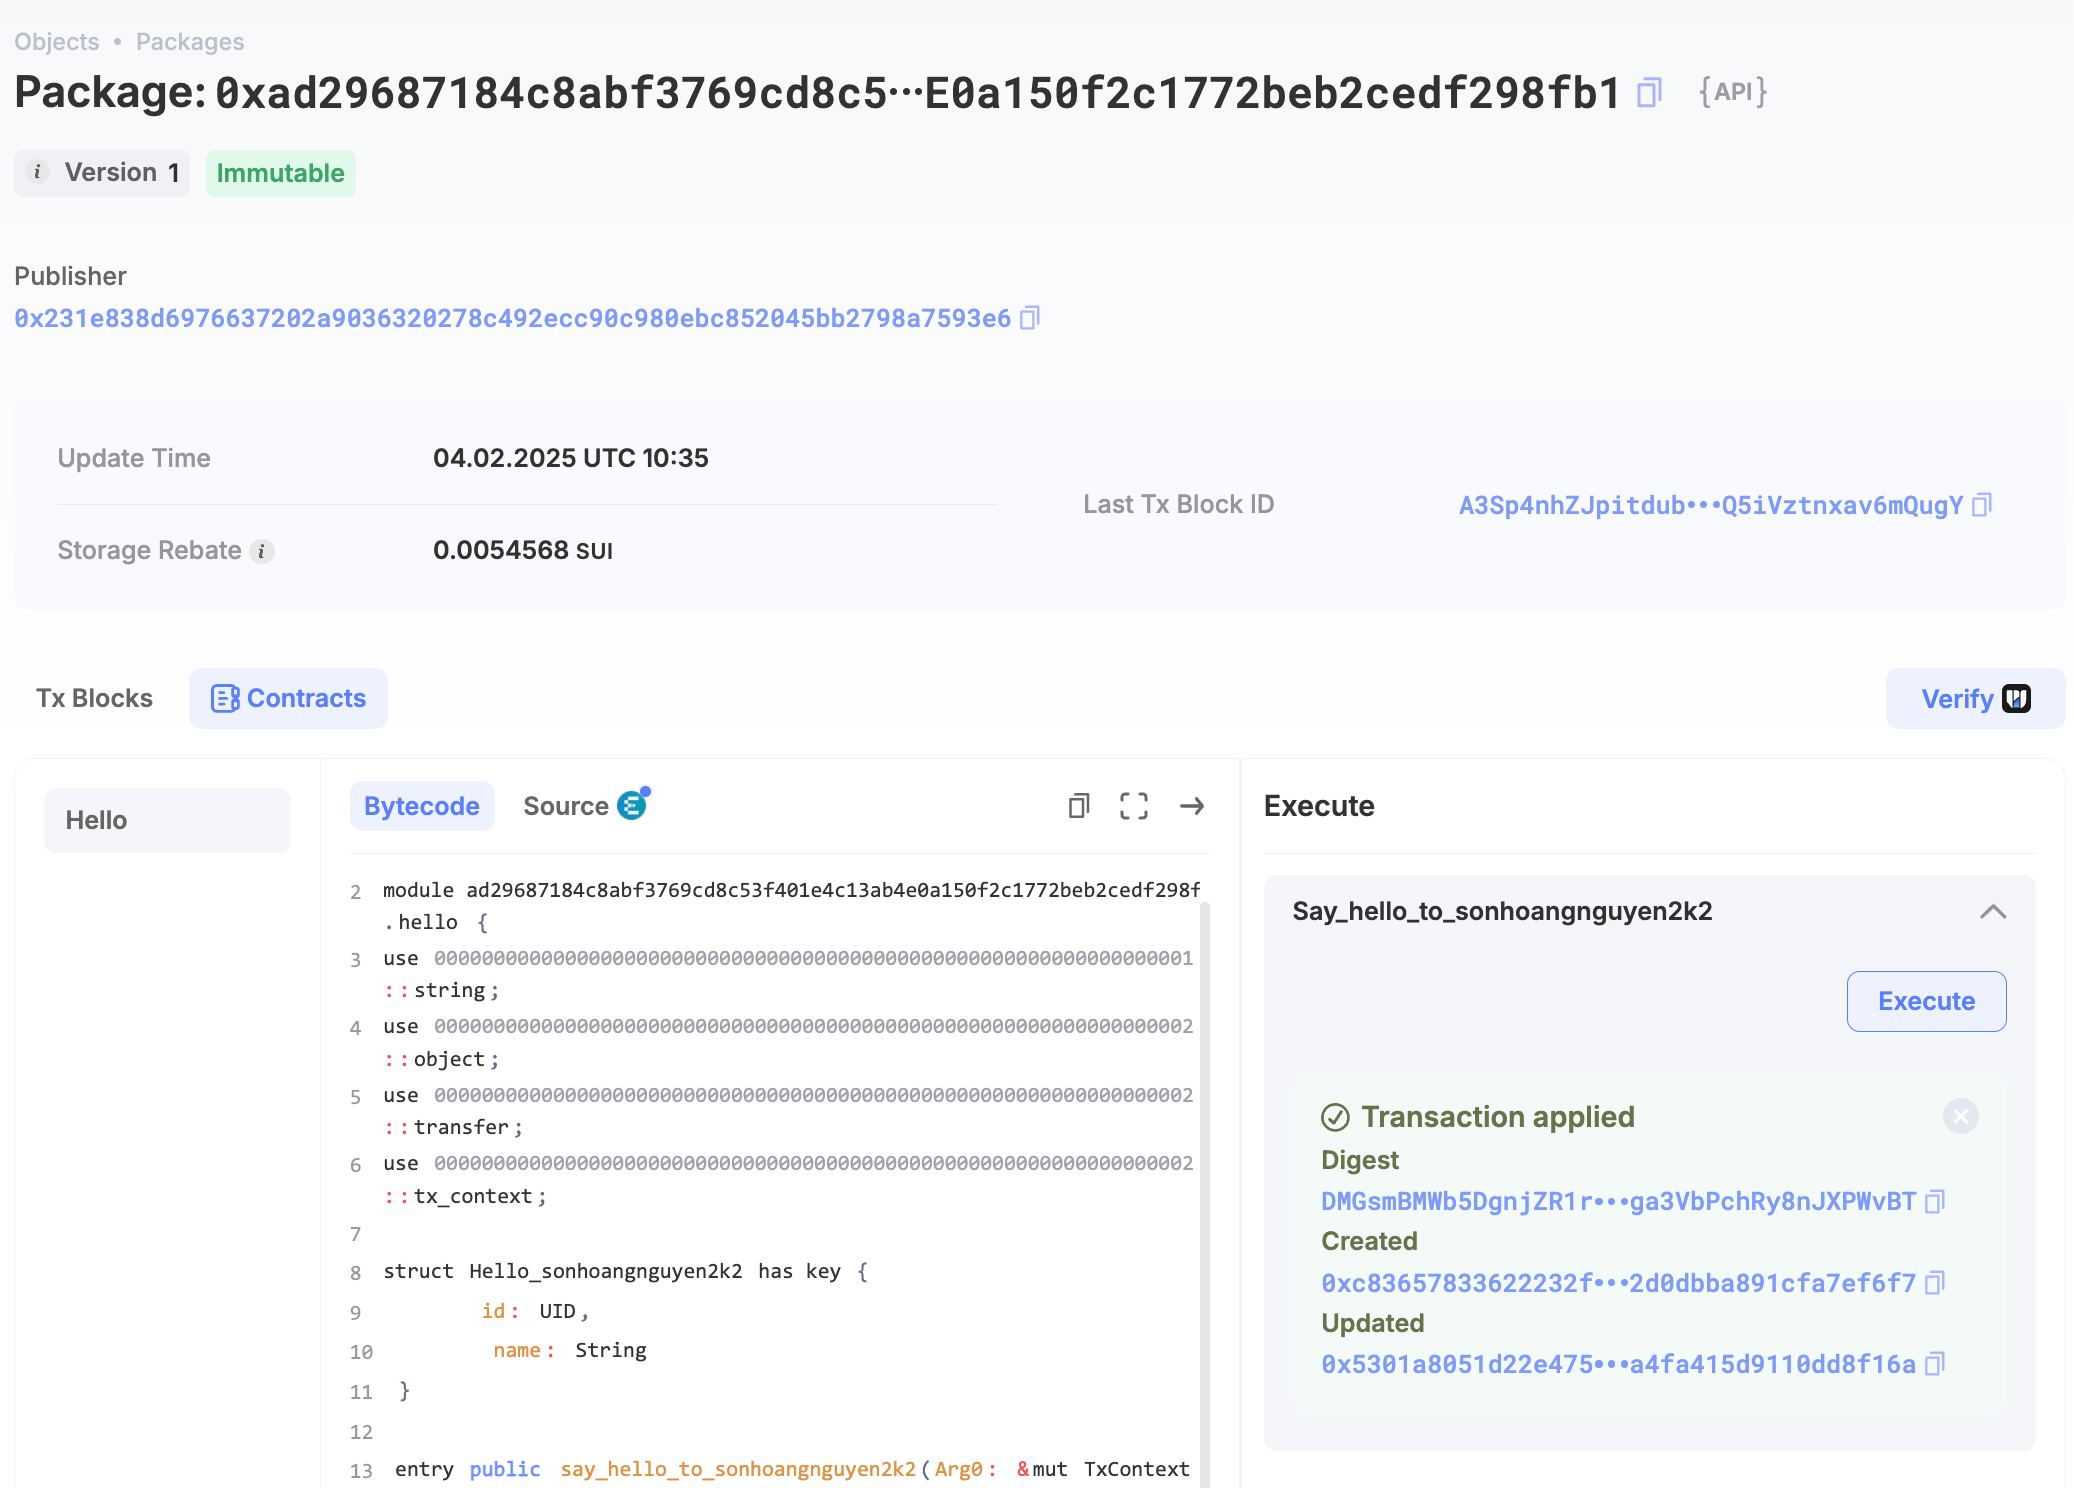 Objects • Packages
Package: 0xad29687184c8abf3769cd8c5···E0a150f2c1772beb2cedf298fb1 {API}
i Version 1 Immutable
Publisher
0x231e838d6976637202a9036320278c492ecc90c980ebc852045bb2798a7593e6
Update Time 04.02.2025 UTC 10:35
Last Tx Block ID A3Sp4nhZJpitdub•••Q5iVztnxav6mQugY
Storage Rebate i 0.0054568 SUI
Tx Blocks Contracts Verify
Hello
Bytecode Source
2 module ad29687184c8abf3769cd8c53f401e4c13ab4e0a150f2c1772beb2cedf298f
.hello {
3 use 0000000000000000000000000000000000000000000000000000000000000001
::string;
4 use 0000000000000000000000000000000000000000000000000000000000000002
::object;
5 use 0000000000000000000000000000000000000000000000000000000000000002
::transfer;
6 use 0000000000000000000000000000000000000000000000000000000000000002
::tx_context;
7
8 struct Hello_sonhoangnguyen2k2 has key {
9 id: UID,
10 name: String
11 }
12
13 entry public say_hello_to_sonhoangnguyen2k2(Arg0: &mut TxContext
Execute
Say_hello_to_sonhoangnguyen2k2
Execute
Transaction applied
Digest
DMGsmBMWb5DgnjZR1r•••ga3VbPchRy8nJXPWvBT
Created
0xc83657833622232f•••2d0dbba891cfa7ef6f7
Updated
0x5301a8051d22e475•••a4fa415d9110dd8f16a